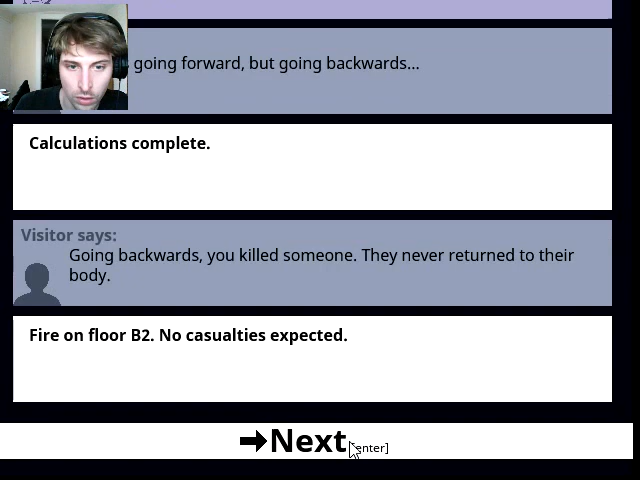 going forward, but going backwards...
Calculations complete.
Visitor says:
Going backwards, you killed someone. They never returned to their
body.
Fire on floor B2. No casualties expected.
➡Next [enter]